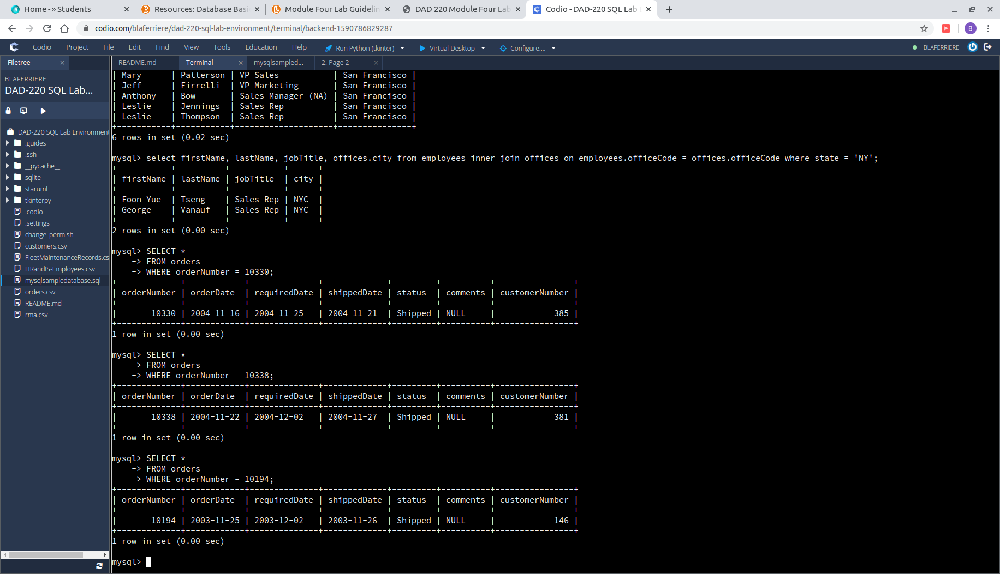 Home - » Students
Resources: Database Basi
Module Four Lab Guidelin
DAD 220 Module Four Lab
Codio - DAD-220 SQL Lab
codio.com/blaferriere/dad-220-sql-lab-environment/terminal/backend-1590786829287
B
Codio Project File Edit Find View Tools Education Help Run Python (tkinter) Virtual Desktop Configure.... BLAFERRIERE
Filetree
README.md Terminal mysqlsampled... 2. Page 2
BLAFERRIERE
DAD-220 SQL Lab...
DAD-220 SQL Lab Environment
.guides
.ssh
__pycache__
sqlite
staruml
tkinterpy
.codio
.settings
change_perm.sh
customers.csv
FleetMaintenanceRecords.cs
HRandIS-Employees.csv
mysqlsampledatabase.sql
orders.csv
README.md
rma.csv
| Mary      | Patterson | VP Sales           | San Francisco |
| Jeff      | Firrelli  | VP Marketing       | San Francisco |
| Anthony   | Bow       | Sales Manager (NA) | San Francisco |
| Leslie    | Jennings  | Sales Rep          | San Francisco |
| Leslie    | Thompson  | Sales Rep          | San Francisco |
+-----------+-----------+--------------------+---------------+
6 rows in set (0.02 sec)
mysql> select firstName, lastName, jobTitle, offices.city from employees inner join offices on employees.officeCode = offices.officeCode where state = 'NY';
+-----------+----------+-----------+------+
| firstName | lastName | jobTitle  | city |
+-----------+----------+-----------+------+
| Foon Yue  | Tseng    | Sales Rep | NYC  |
| George    | Vanauf   | Sales Rep | NYC  |
+-----------+----------+-----------+------+
2 rows in set (0.00 sec)
mysql> SELECT *
    -> FROM orders
    -> WHERE orderNumber = 10330;
+-------------+------------+--------------+-------------+---------+----------+----------------+
| orderNumber | orderDate  | requiredDate | shippedDate | status  | comments | customerNumber |
+-------------+------------+--------------+-------------+---------+----------+----------------+
|       10330 | 2004-11-16 | 2004-11-25   | 2004-11-21  | Shipped | NULL     |            385 |
+-------------+------------+--------------+-------------+---------+----------+----------------+
1 row in set (0.00 sec)
mysql> SELECT *
    -> FROM orders
    -> WHERE orderNumber = 10338;
+-------------+------------+--------------+-------------+---------+----------+----------------+
| orderNumber | orderDate  | requiredDate | shippedDate | status  | comments | customerNumber |
+-------------+------------+--------------+-------------+---------+----------+----------------+
|       10338 | 2004-11-22 | 2004-12-02   | 2004-11-27  | Shipped | NULL     |            381 |
+-------------+------------+--------------+-------------+---------+----------+----------------+
1 row in set (0.00 sec)
mysql> SELECT *
    -> FROM orders
    -> WHERE orderNumber = 10194;
+-------------+------------+--------------+-------------+---------+----------+----------------+
| orderNumber | orderDate  | requiredDate | shippedDate | status  | comments | customerNumber |
+-------------+------------+--------------+-------------+---------+----------+----------------+
|       10194 | 2003-11-25 | 2003-12-02   | 2003-11-26  | Shipped | NULL     |            146 |
+-------------+------------+--------------+-------------+---------+----------+----------------+
1 row in set (0.00 sec)
mysql>